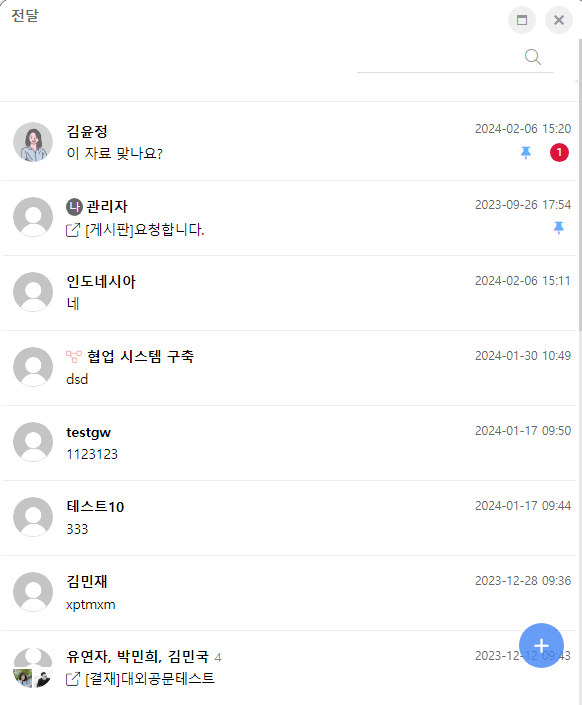 전달
김윤정
2024-02-06 15:20
이 자료 맞나요?
1
나 관리자
2023-09-26 17:54
[게시판]요청합니다.
인도네시아
2024-02-06 15:11
네
협업 시스템 구축
2024-01-30 10:49
dsd
testgw
2024-01-17 09:50
1123123
테스트10
2024-01-17 09:44
333
김민재
2023-12-28 09:36
xptmxm
유연자, 박민희, 김민국 4
2023-12-12 09:43
[결재]대외공문테스트